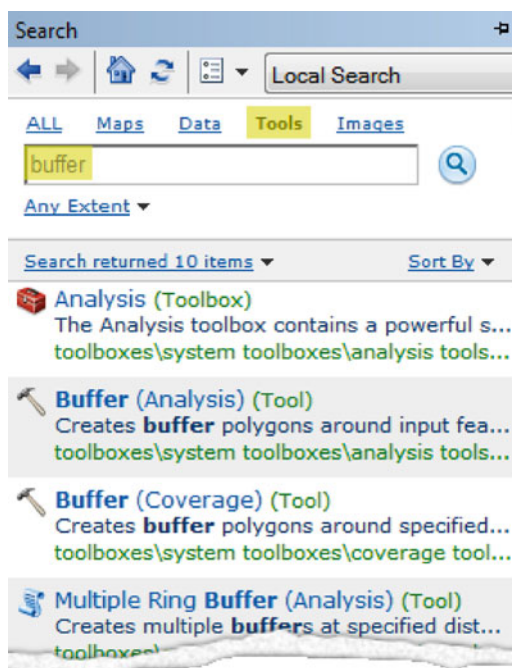 Search
Local Search
ALL Maps Data Tools Images
buffer
Any Extent
Search returned 10 items Sort By
Analysis (Toolbox)
The Analysis toolbox contains a powerful s...
toolboxes\system toolboxes\analysis tools...
Buffer (Analysis) (Tool)
Creates buffer polygons around input fea...
toolboxes\system toolboxes\analysis tools...
Buffer (Coverage) (Tool)
Creates buffer polygons around specified...
toolboxes\system toolboxes\coverage tool...
Multiple Ring Buffer (Analysis) (Tool)
Creates multiple buffers at specified dist...
toolboxes\